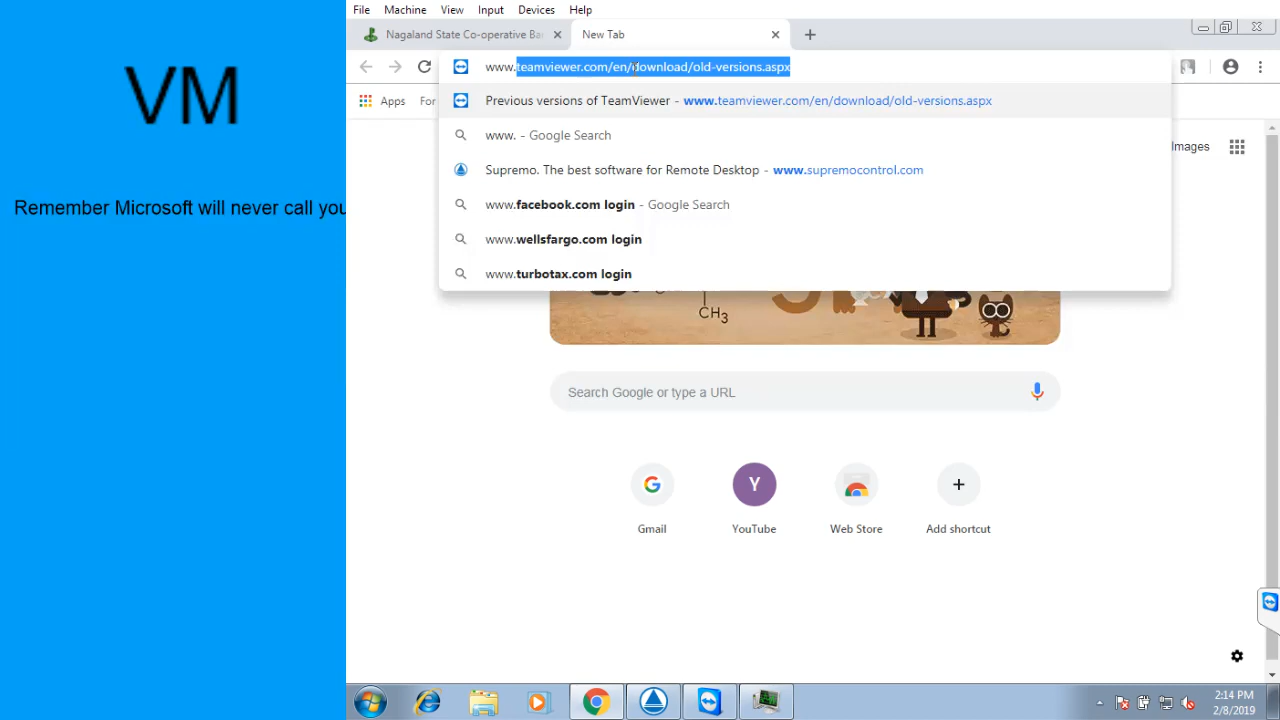 File Machine View Input Devices Help
Nagaland State Co-operative Ba
New Tab
www.teamviewer.com/en/download/old-versions.aspx
VM
Remember Microsoft will never call you
Apps For
Previous versions of TeamViewer - www.teamviewer.com/en/download/old-versions.aspx
www. - Google Search
Images
Supremo. The best software for Remote Desktop - www.supremocontrol.com
www.facebook.com login - Google Search
www.wellsfargo.com login
www.turbotax.com login
CH3
Search Google or type a URL
Y
Gmail YouTube Web Store Add shortcut
2:14 PM
2/8/2019